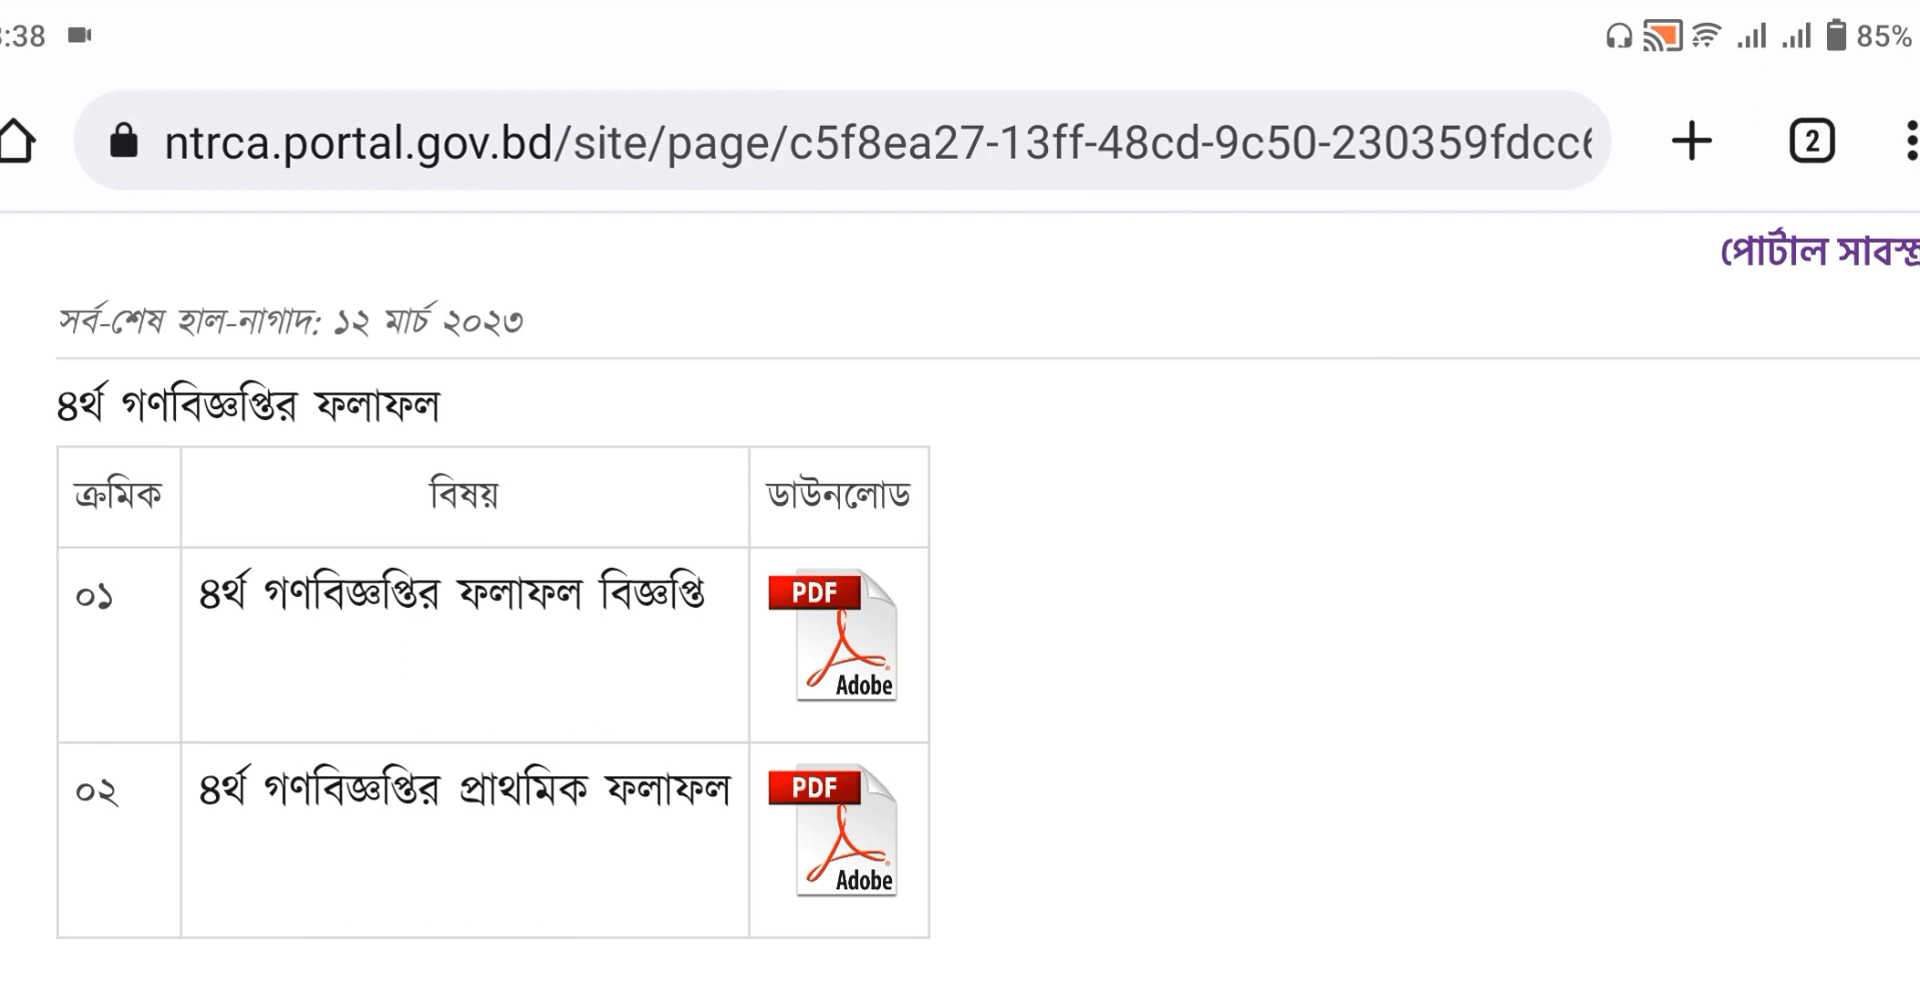 :38
85%
ntrca.portal.gov.bd/site/page/c5f8ea27-13ff-48cd-9c50-230359fdcc
2
পোর্টাল
সর্ব-শেষ হাল-নাগাদ: ১২ মার্চ ২০২৩
৪র্থ গণবিজ্ঞপ্তির ফলাফল
ক্রমিক বিষয় ডাউনলোড
০১ ৪র্থ গণবিজ্ঞপ্তির ফলাফল বিজ্ঞপ্তি PDF
Adobe
০২ ৪র্থ গণবিজ্ঞপ্তির প্রাথমিক ফলাফল PDF
Adobe